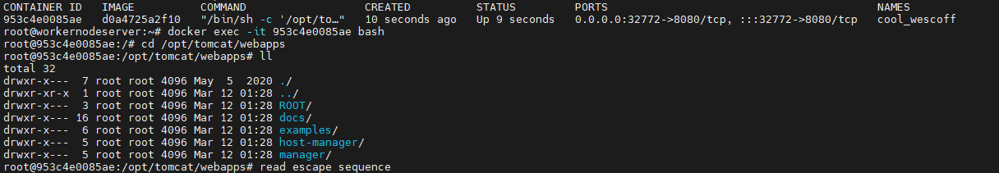 CONTAINER ID   IMAGE          COMMAND                  CREATED          STATUS         PORTS                                         NAMES
953c4e0085ae   d0a4725a2f10   "/bin/sh -c '/opt/to…"   10 seconds ago   Up 9 seconds   0.0.0.0:32772->8080/tcp, :::32772->8080/tcp   cool_wescoff
root@workernodeserver:~# docker exec -it 953c4e0085ae bash
root@953c4e0085ae:/# cd /opt/tomcat/webapps
root@953c4e0085ae:/opt/tomcat/webapps# ll
total 32
drwxr-x---  7 root root 4096 May  5  2020 ./
drwxr-xr-x  1 root root 4096 Mar 12 01:28 ../
drwxr-x---  3 root root 4096 Mar 12 01:28 ROOT/
drwxr-x--- 16 root root 4096 Mar 12 01:28 docs/
drwxr-x---  6 root root 4096 Mar 12 01:28 examples/
drwxr-x---  5 root root 4096 Mar 12 01:28 host-manager/
drwxr-x---  5 root root 4096 Mar 12 01:28 manager/
root@953c4e0085ae:/opt/tomcat/webapps# read escape sequence